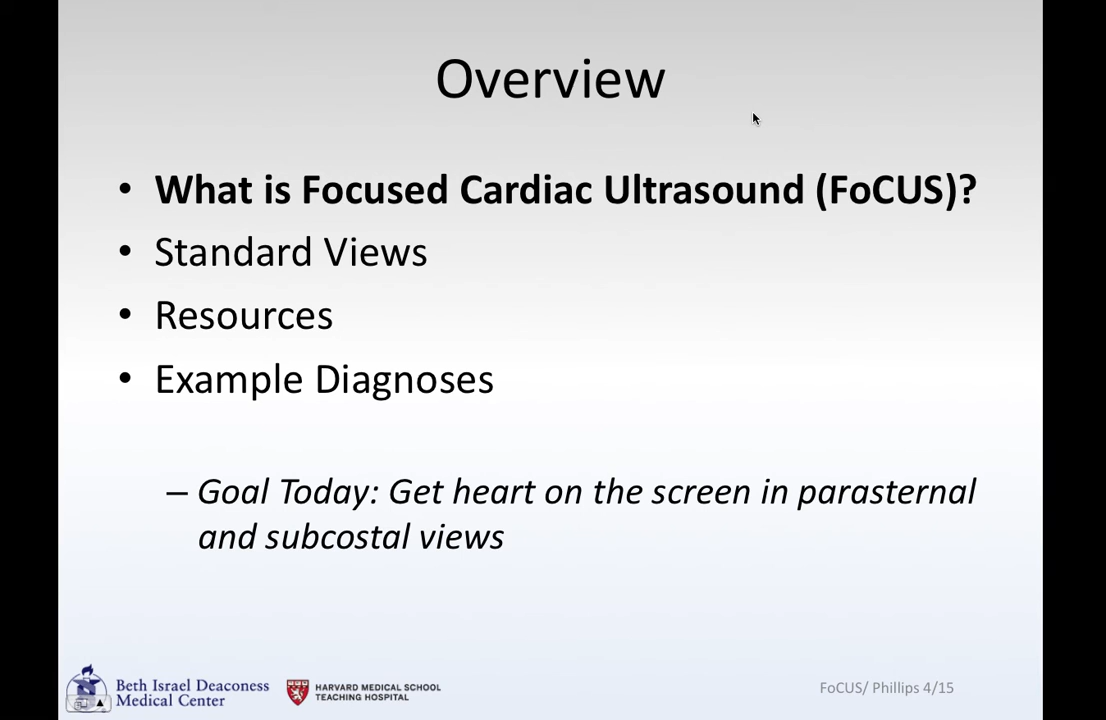 Overview
• What is Focused Cardiac Ultrasound (FoCUS)?
• Standard Views
• Resources
• Example Diagnoses
– Goal Today: Get heart on the screen in parasternal
and subcostal views
Beth Israel Deaconess
Medical Center
HARVARD MEDICAL SCHOOL
TEACHING HOSPITAL
FoCUS/ Phillips 4/15